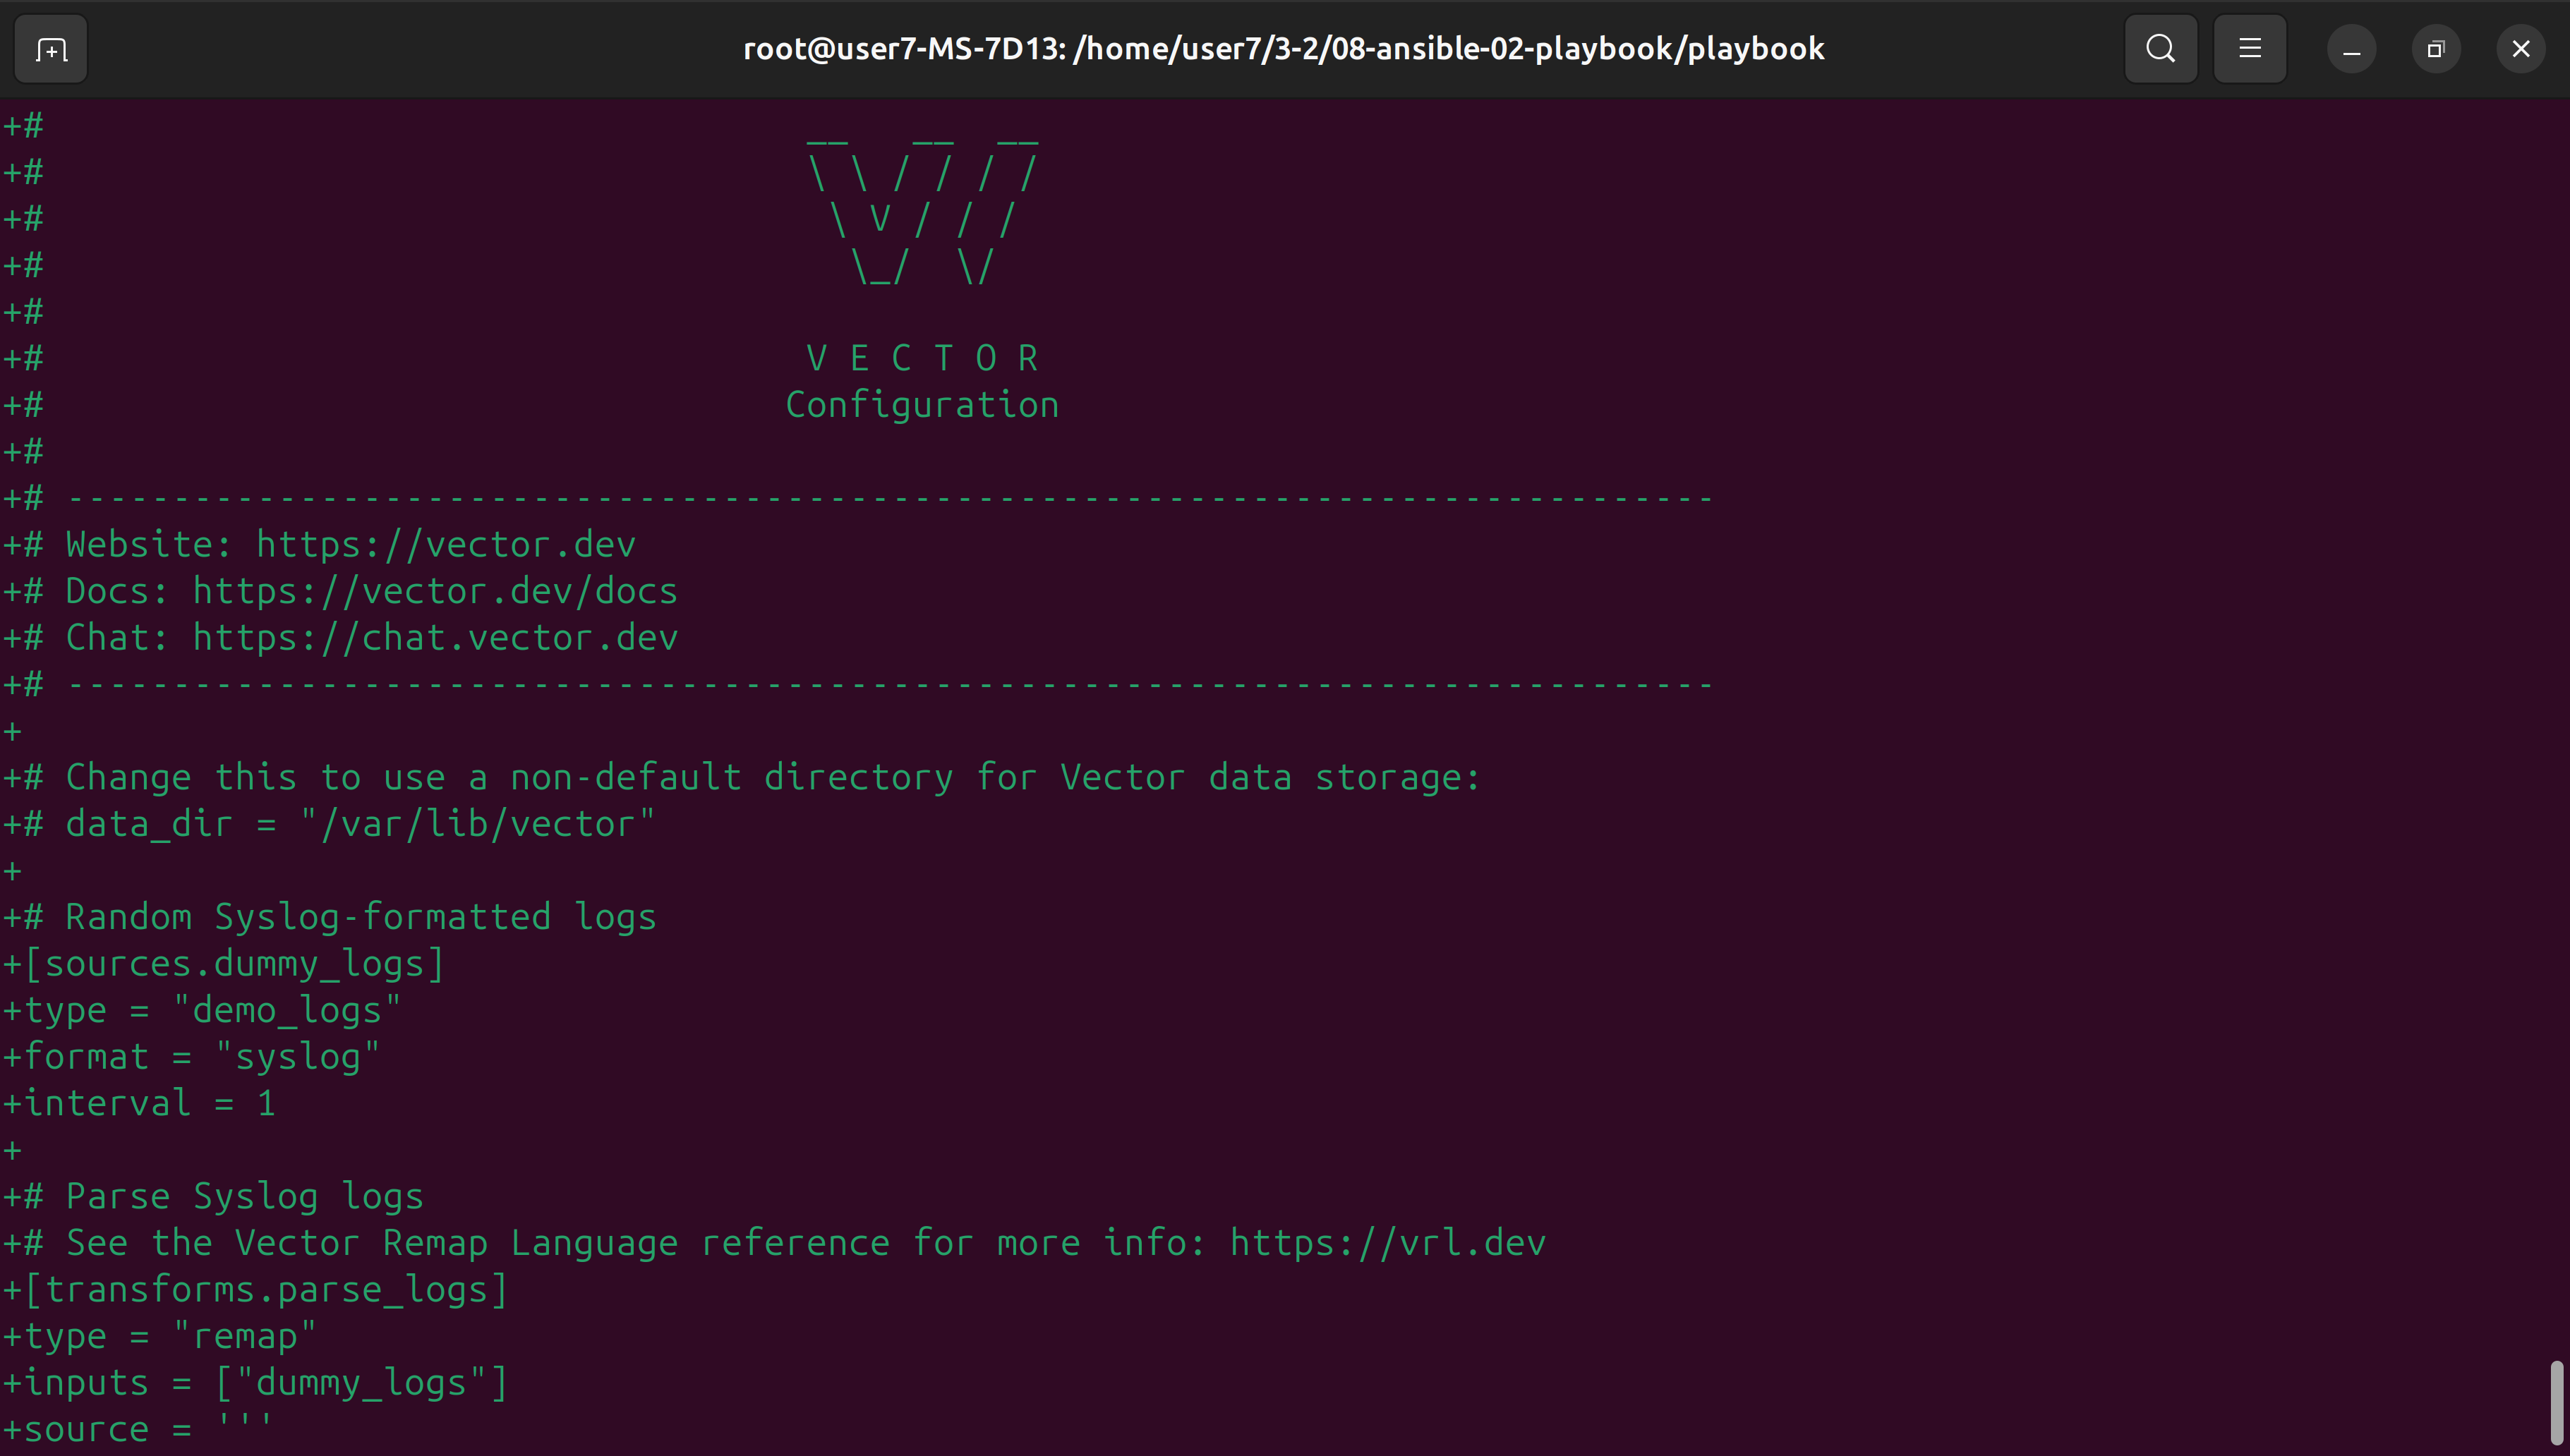 root@user7-MS-7D13: /home/user7/3-2/08-ansible-02-playbook/playbook
+#                                    __   __  __
+#                                    \ \ / / / /
+#                                     \ V / / /
+#                                      \_/  \/
+#
+#                                    V E C T O R
+#                                   Configuration
+#
+# ------------------------------------------------------------------------------
+# Website: https://vector.dev
+# Docs: https://vector.dev/docs
+# Chat: https://chat.vector.dev
+# ------------------------------------------------------------------------------
+
+# Change this to use a non-default directory for Vector data storage:
+# data_dir = "/var/lib/vector"
+
+# Random Syslog-formatted logs
+[sources.dummy_logs]
+type = "demo_logs"
+format = "syslog"
+interval = 1
+
+# Parse Syslog logs
+# See the Vector Remap Language reference for more info: https://vrl.dev
+[transforms.parse_logs]
+type = "remap"
+inputs = ["dummy_logs"]
+source = '''